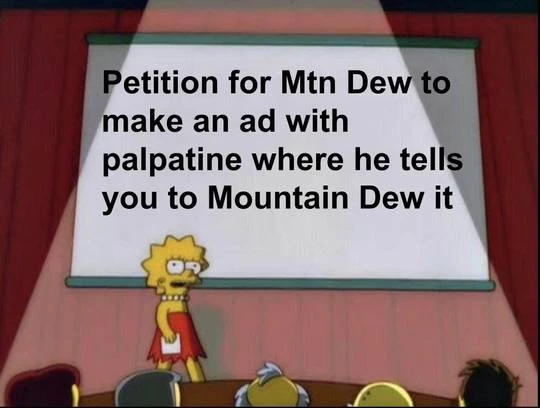 Petition for Mtn Dew to
make an ad with
palpatine where he tells
you to Mountain Dew it